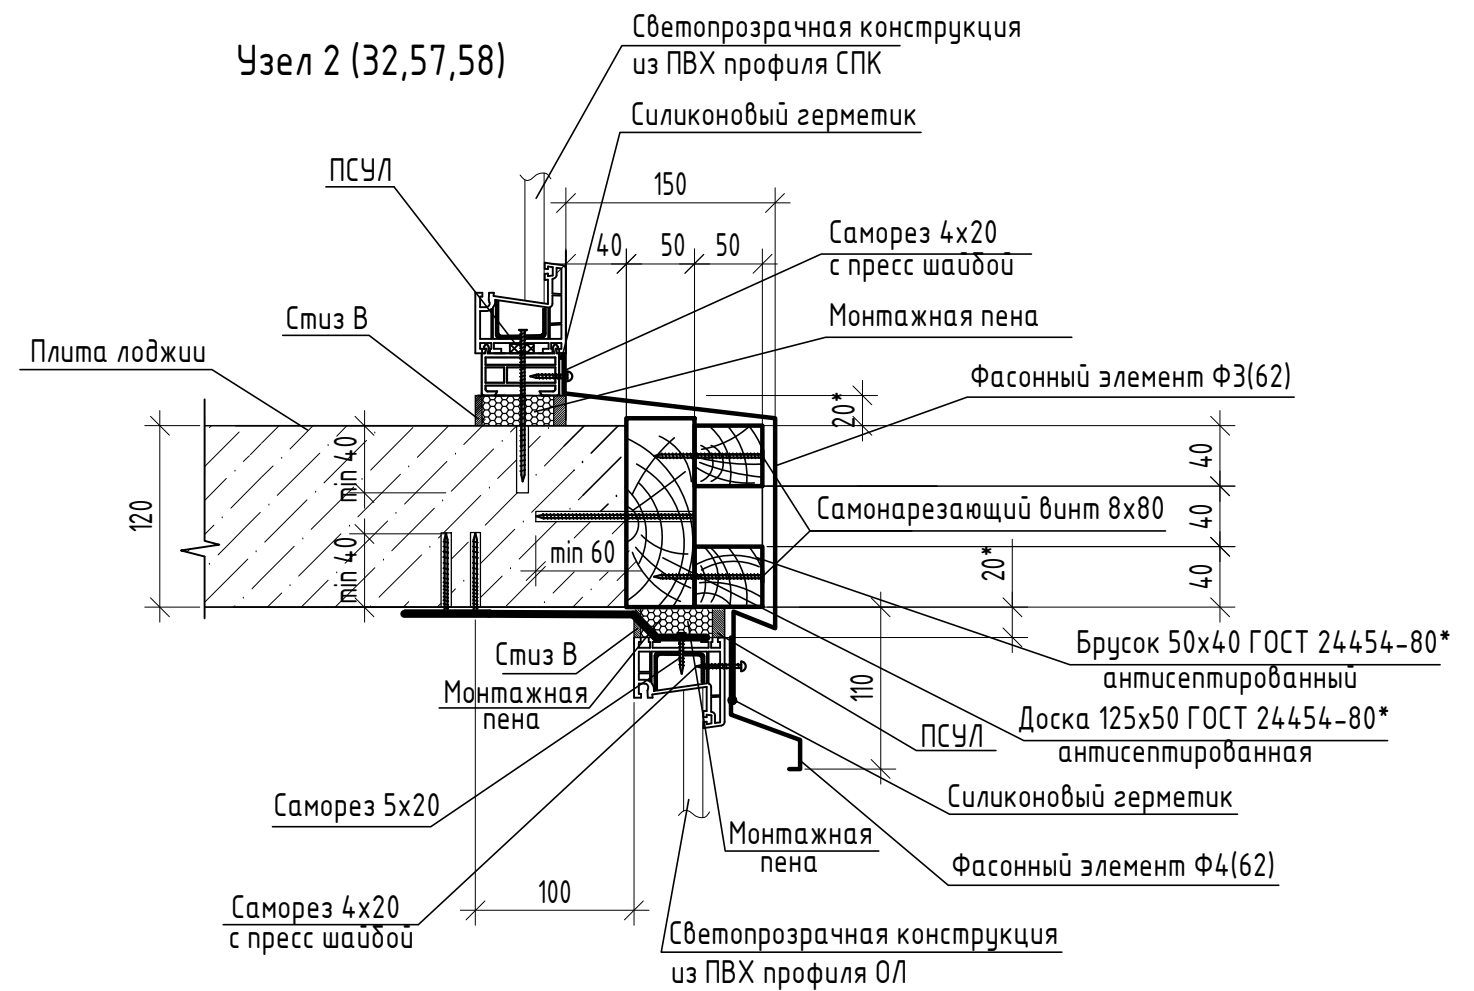 Узел 2 (32,57,58)
Светопрозрачная конструкция
из ПВХ профиля СПК
Силиконовый герметик
ПСУЛ
150
40
50
50
Саморез 4х20
с пресс шайбой
Стиз В
Монтажная пена
Плита лоджии
Фасонный элемент Ф3(62)
20*
min 40
40
120
Самонарезающий винт 8х80
40
min 40
min 60
20*
40
Стиз В
Брусок 50х40 ГОСТ 24454-80*
антисептированный
Монтажная
пена
110
Доска 125х50 ГОСТ 24454-80*
антисептированная
ПСУЛ
Саморез 5х20
Силиконовый герметик
Монтажная
пена
Фасонный элемент Ф4(62)
100
Саморез 4х20
с пресс шайбой
Светопрозрачная конструкция
из ПВХ профиля ОЛ